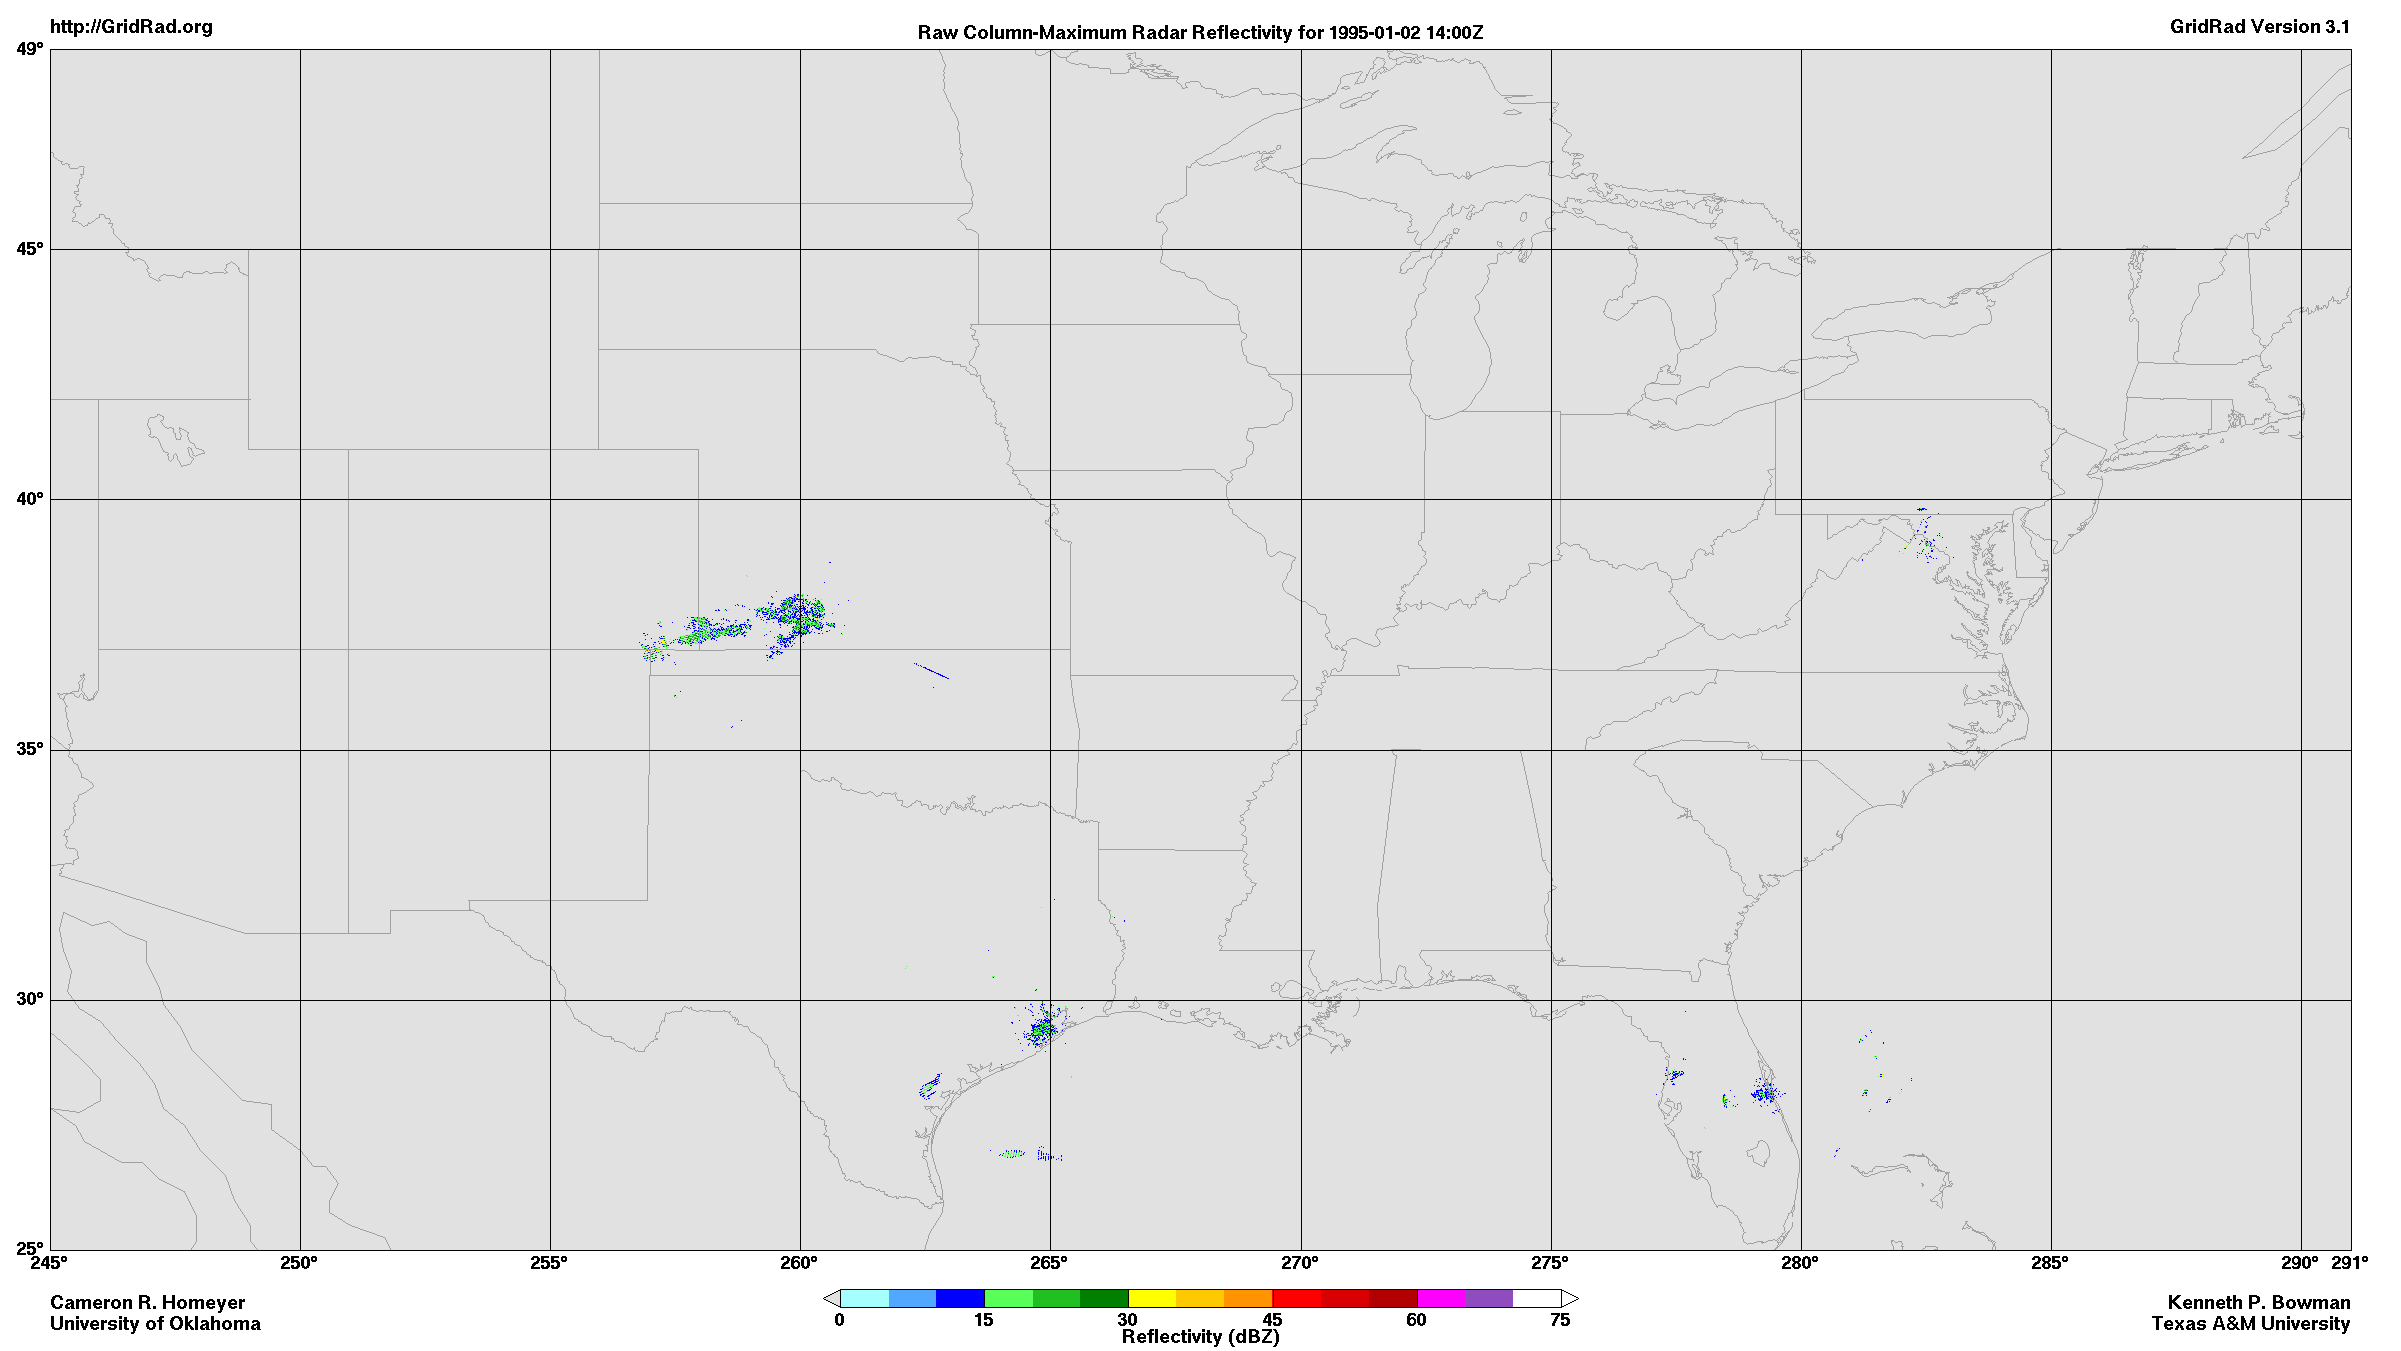 http://GridRad.org
Raw Column-Maximum Radar Reflectivity for 1995-01-02 14:00Z
GridRad Version 3.1
49°
45°
40°
35°
30°
25°
245° 250° 255° 260° 265° 270° 275° 280° 285° 290° 291°
Cameron R. Homeyer
University of Oklahoma
0 15 30 45 60 75
Reflectivity (dBZ)
Kenneth P. Bowman
Texas A&M University